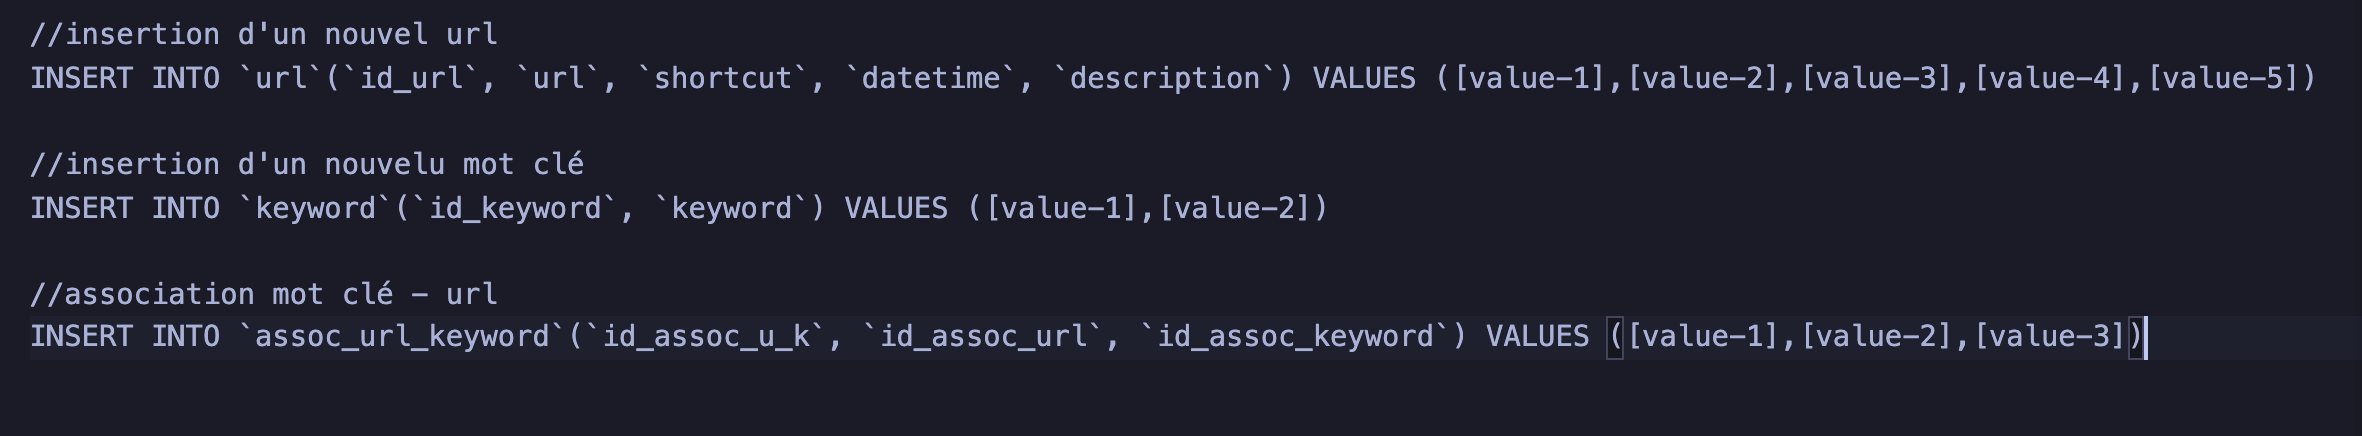 //insertion d'un nouvel url
INSERT INTO `url`(`id_url`, `url`, `shortcut`, `datetime`, `description`) VALUES ([value-1],[value-2],[value-3],[value-4],[value-5])
//insertion d'un nouvelu mot clé
INSERT INTO `keyword`(`id_keyword`, `keyword`) VALUES ([value-1],[value-2])
//association mot clé - url
INSERT INTO `assoc_url_keyword`(`id_assoc_u_k`, `id_assoc_url`, `id_assoc_keyword`) VALUES ([value-1],[value-2],[value-3])